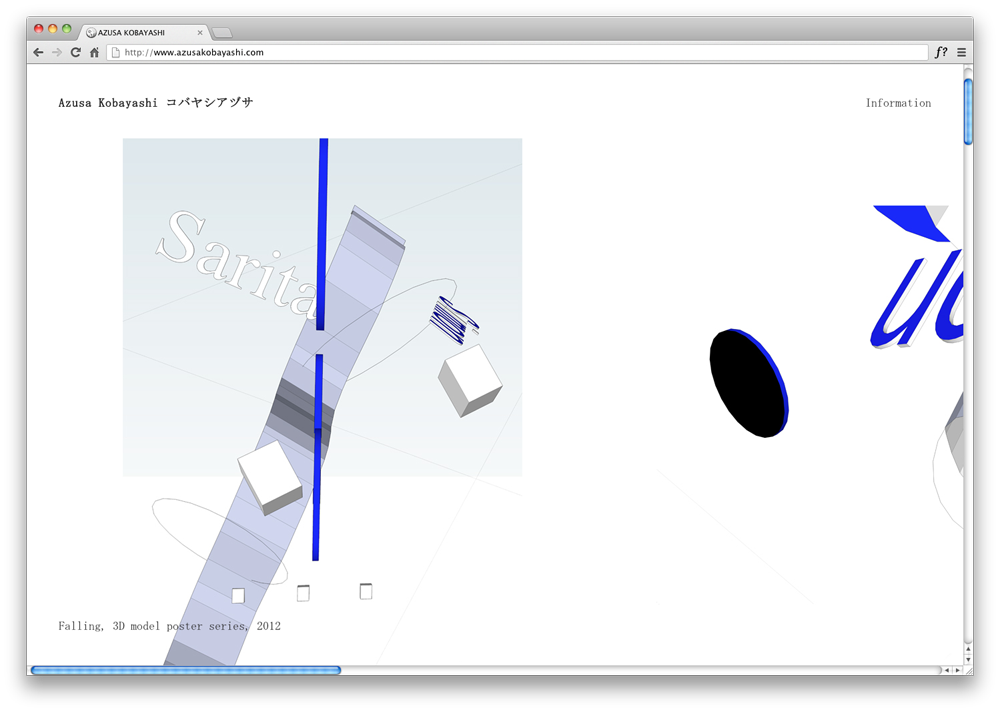 AZUSA KOBAYASHI
http://www.azusakobayashi.com
f?
Azusa Kobayashi コバヤシアヅサ
Information
Sarita
Falling, 3D model poster series, 2012